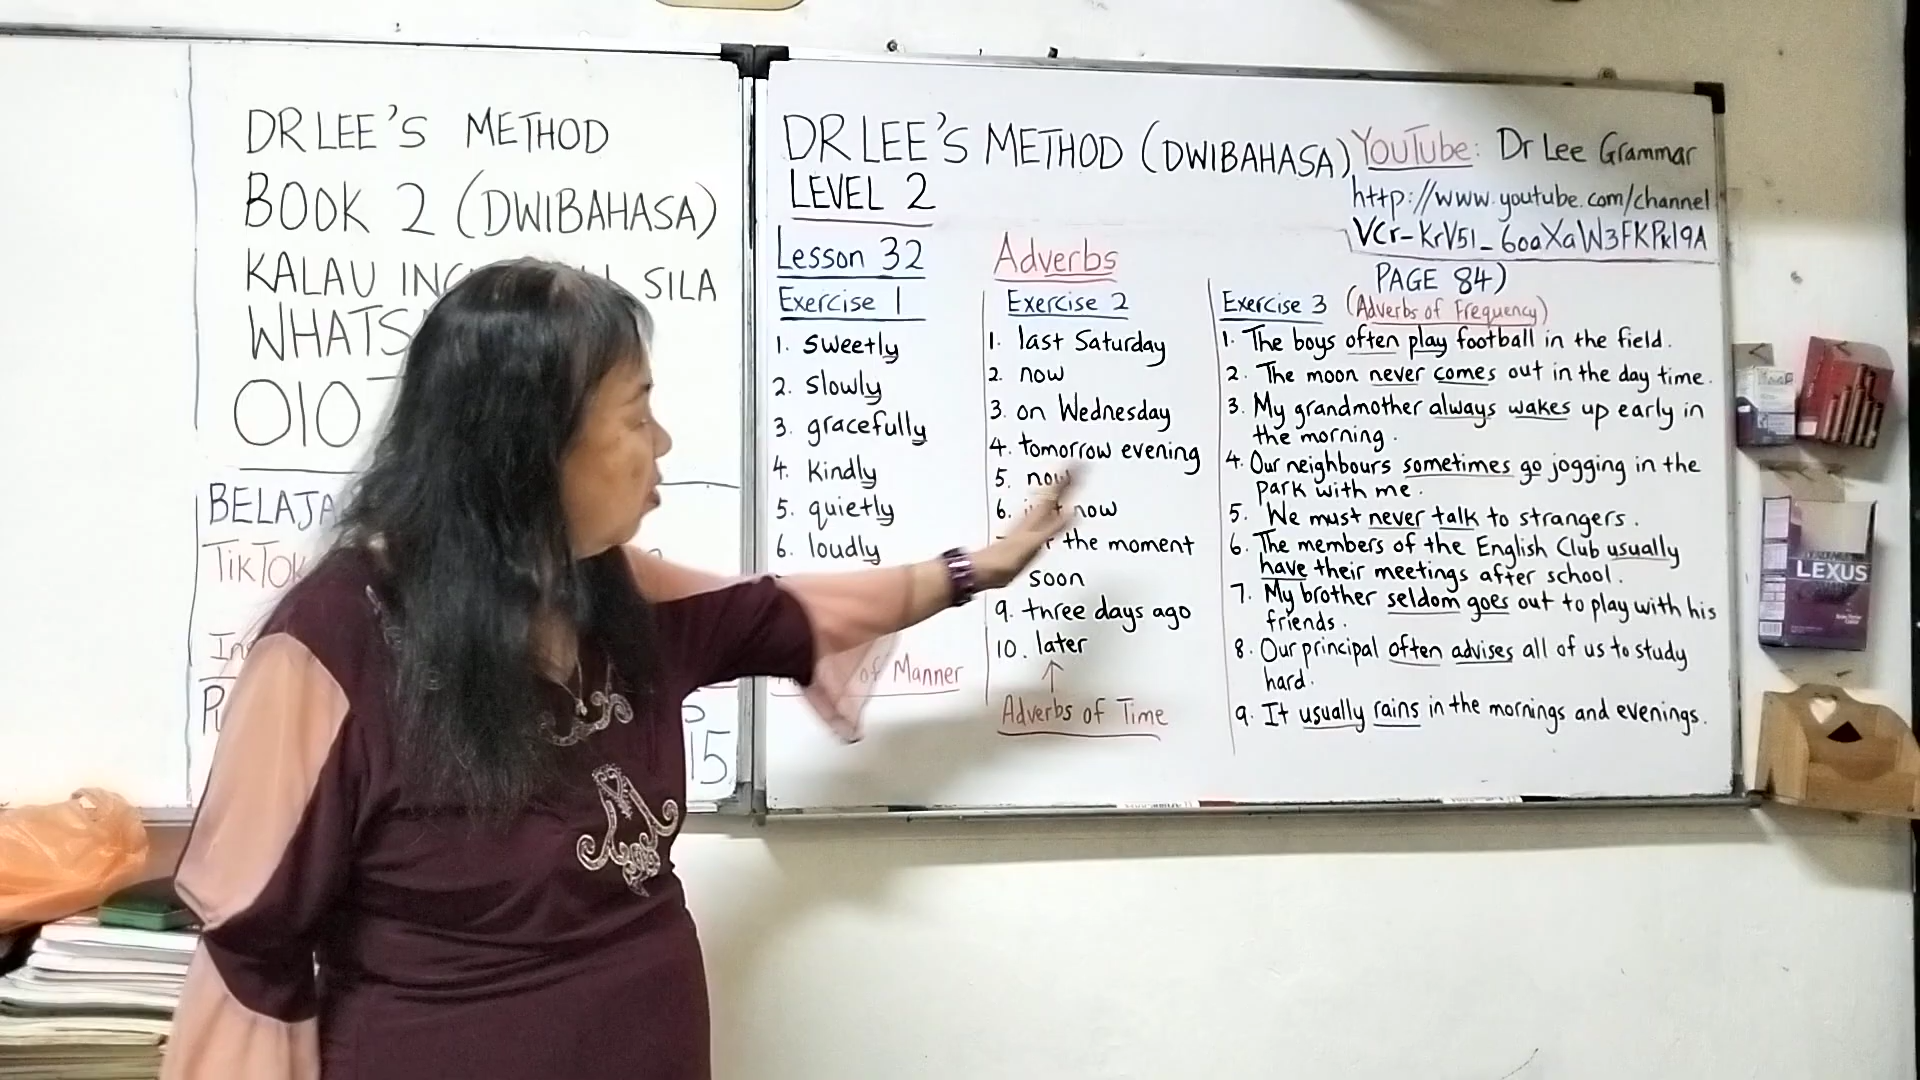 DR LEE'S METHOD
BOOK 2 (DWIBAHASA)
KALAU SILA
010
TikTok
15
DR LEE'S METHOD (DWIBAHASA)
LEVEL 2
YouTube: Dr Lee Grammar
http://www.youtube.com/channel
VCr-KrV51_6oaXaW3FKPkl9A
PAGE 84)
Lesson 32
Adverbs
Exercise 1
1. sweetly
2. slowly
3. gracefully
4. kindly
5. quietly
6. loudly
of Manner
Exercise 2
1. last Saturday
2. now
3. on Wednesday
4. tomorrow evening
5. now
6. now
the moment
soon
9. three days ago
10. later
Adverbs of Time
Exercise 3 (Adverbs of Frequency)
1. The boys often play football in the field.
2. The moon never comes out in the day time.
3. My grandmother always wakes up early in
the morning.
4. Our neighbours sometimes go jogging in the
park with me.
5. We must never talk to strangers.
6. The members of the English Club usually
have their meetings after school.
7. My brother seldom goes out to play with his
friends.
8. Our principal often advises all of us to study
hard.
9. It usually rains in the mornings and evenings.
LEXUS